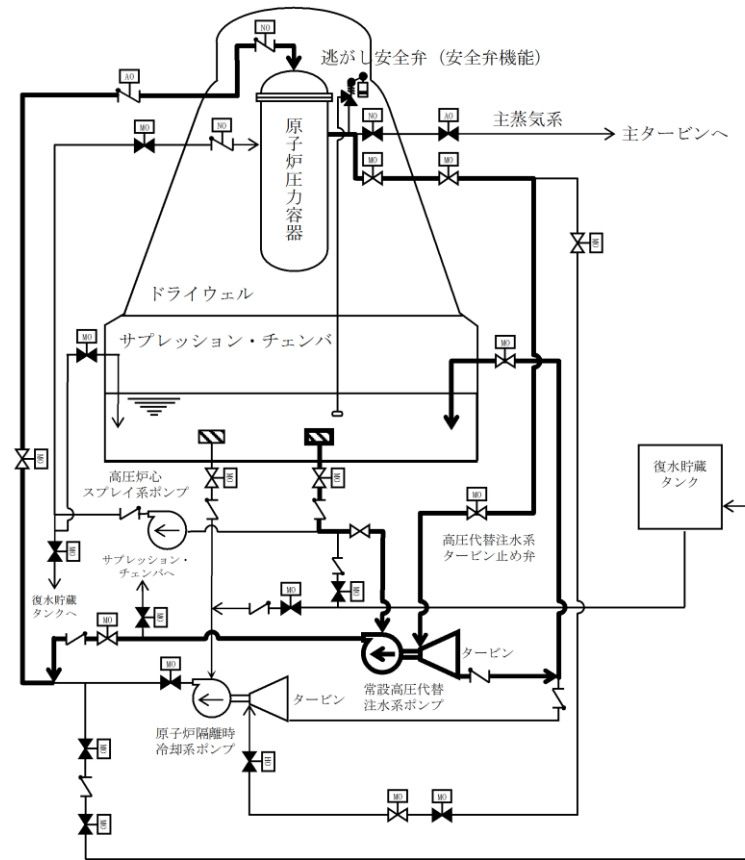 NO
NO
逃がし安全弁（安全弁機能）
AO
MO
NO
NO
AO
主蒸気系
主タービンへ
MO
MO
原子炉圧力容器
MO
ドライウェル
サプレッション・チェンバ
MO
MO
MO
MO
MO
高圧炉心
スプレイ系ポンプ
復水貯蔵
タンク
MO
高圧代替注水系
タービン止め弁
MO
サプレッション・
チェンバへ
復水貯蔵
タンクへ
MO
MO
MO
MO
タービン
常設高圧代替
注水系ポンプ
MO
タービン
原子炉隔離時
冷却系ポンプ
MO
MO
MO
MO
MO